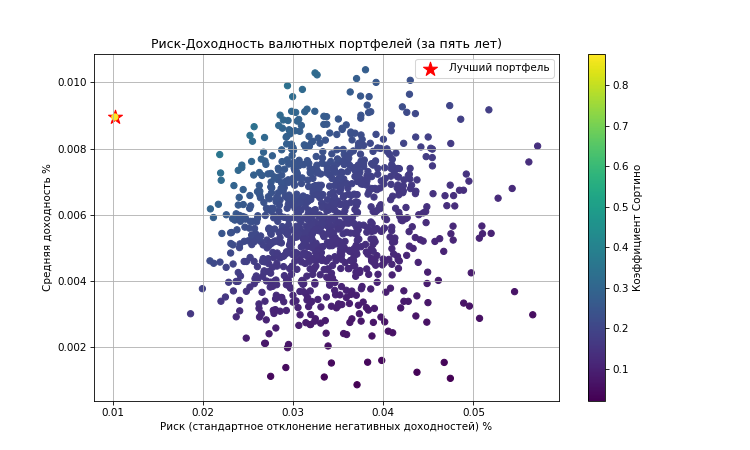 Риск-Доходность валютных портфелей (за пять лет)
Лучший портфель
Средняя доходность %
0.010
0.008
0.006
0.004
0.002
0.01 0.02 0.03 0.04 0.05
Риск (стандартное отклонение негативных доходностей) %
0.8
0.7
0.6
0.5
0.4
0.3
0.2
0.1
Коэффициент Сортино